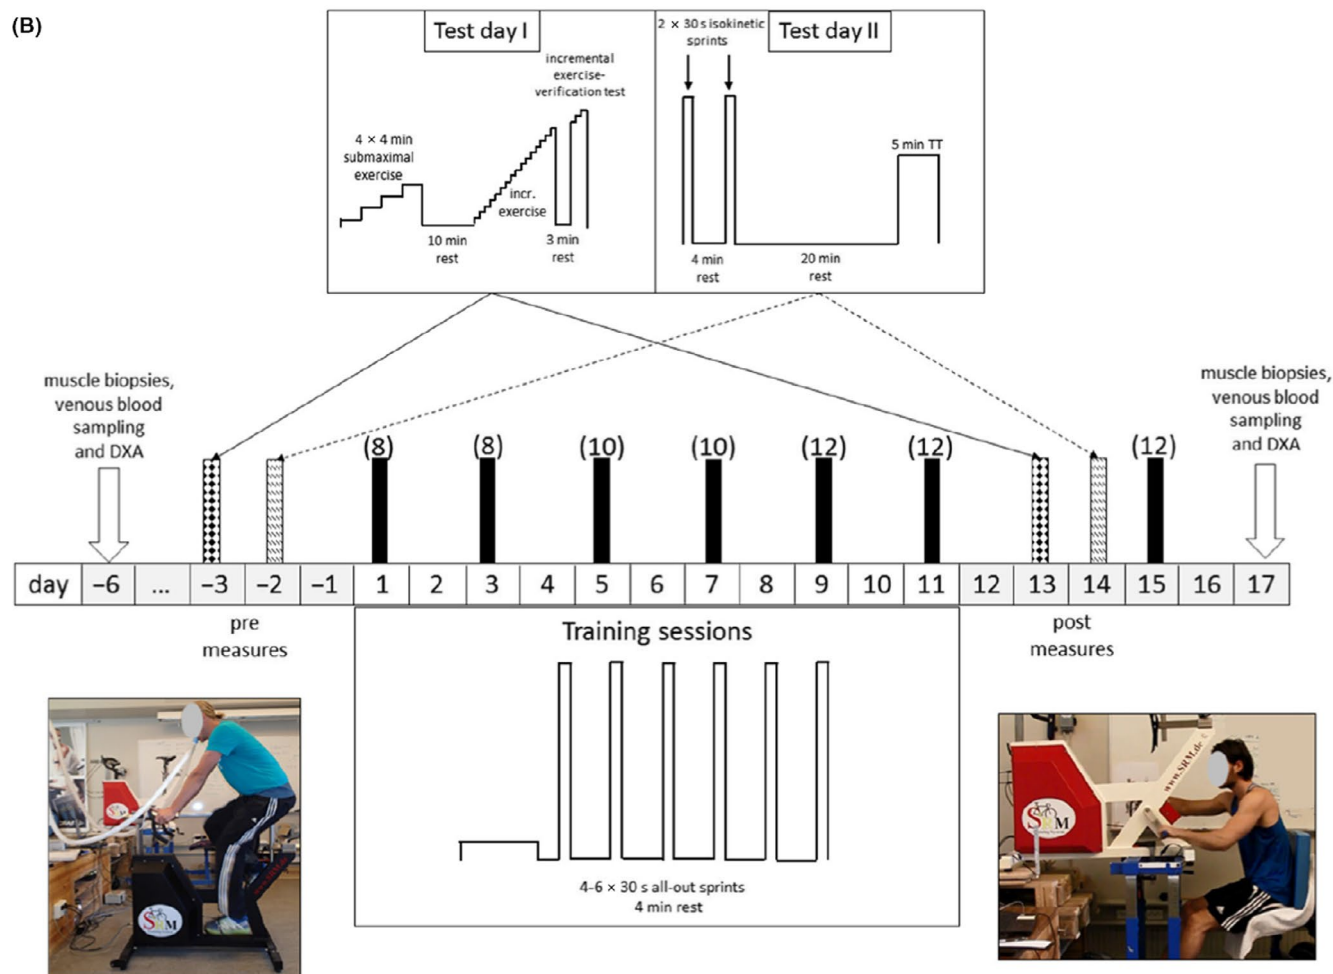 (B)
Test day I
incremental
exercise-
verification test
4 × 4 min
submaximal
exercise
incr.
exercise
10 min
rest
3 min
rest
2 × 30 s isokinetic
sprints
Test day II
5 min TT
4 min
rest
20 min
rest
muscle biopsies,
venous blood
sampling
and DXA
(8)
(8)
(10)
(10)
(12)
(12)
(12)
muscle biopsies,
venous blood
sampling
and DXA
day −6 ... −3 −2 −1 1 2 3 4 5 6 7 8 9 10 11 12 13 14 15 16 17
pre
measures
post
measures
Training sessions
4-6 × 30 s all-out sprints
4 min rest
SRM
SRM
www.SRM.de